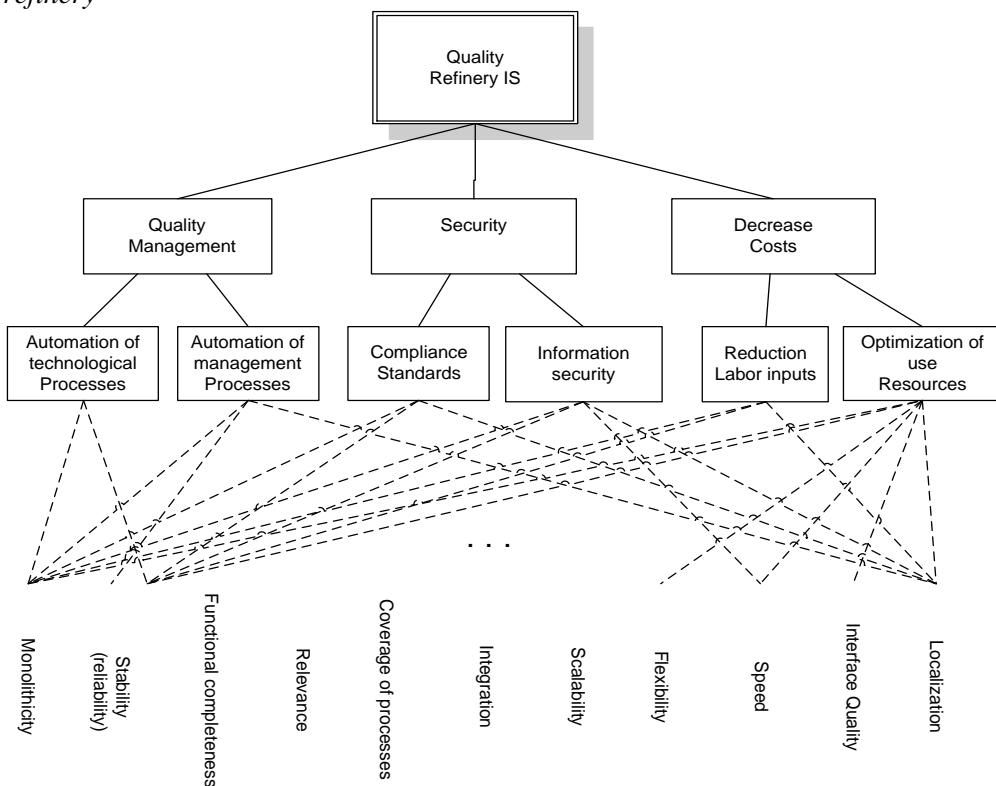 refinery
Quality
Refinery IS
Quality
Management
Security
Decrease
Costs
Automation of
technological
Processes
Automation of
management
Processes
Compliance
Standards
Information
security
Reduction
Labor inputs
Optimization of
use
Resources
. . .
Monolithicity
Stability
(reliability)
Functional completeness
Relevance
Coverage of processes
Integration
Scalability
Flexibility
Speed
Interface Quality
Localization